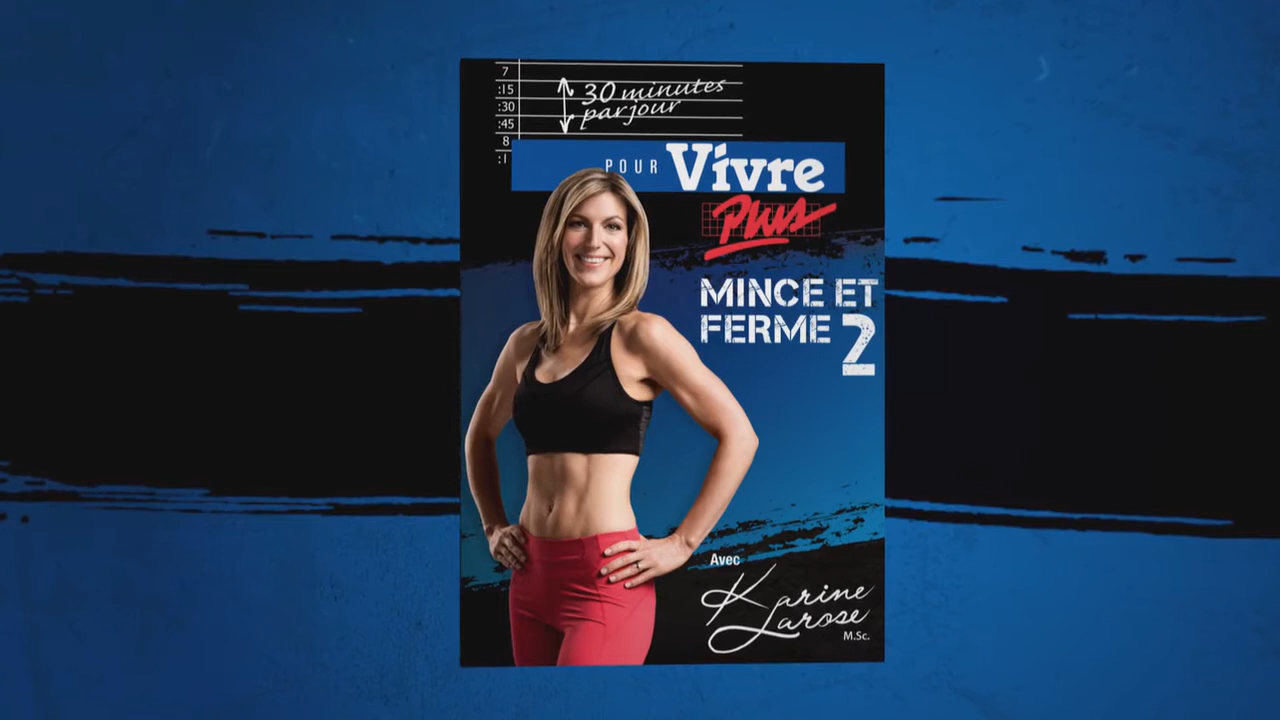 7
:15
:30
:45
8
:1
30 minutes
par jour
POUR Vivre
Plus
MINCE ET
FERME 2
Avec
Karine
Larose
M.Sc.